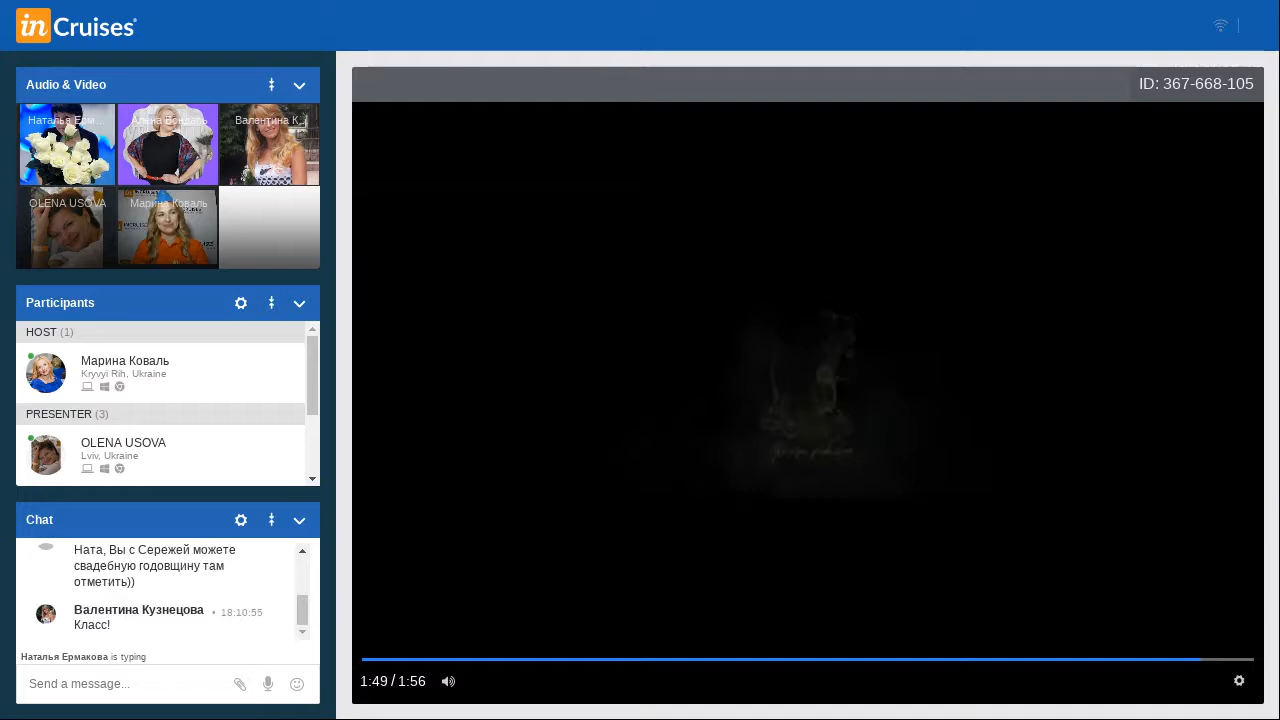 in Cruises
Audio & Video
ID: 367-668-105
Наталья Ерм...
Алена Бондарь
Валентина К...
OLENA USOVA
Марина Коваль
Participants
HOST (1)
Марина Коваль
Kryvyi Rih, Ukraine
PRESENTER (3)
OLENA USOVA
Lviv, Ukraine
Chat
Ната, Вы с Сережей можете
свадебную годовщину там
отметить))
Валентина Кузнецова • 18:10:55
Класс!
Наталья Ермакова is typing
Send a message...
1:49 / 1:56